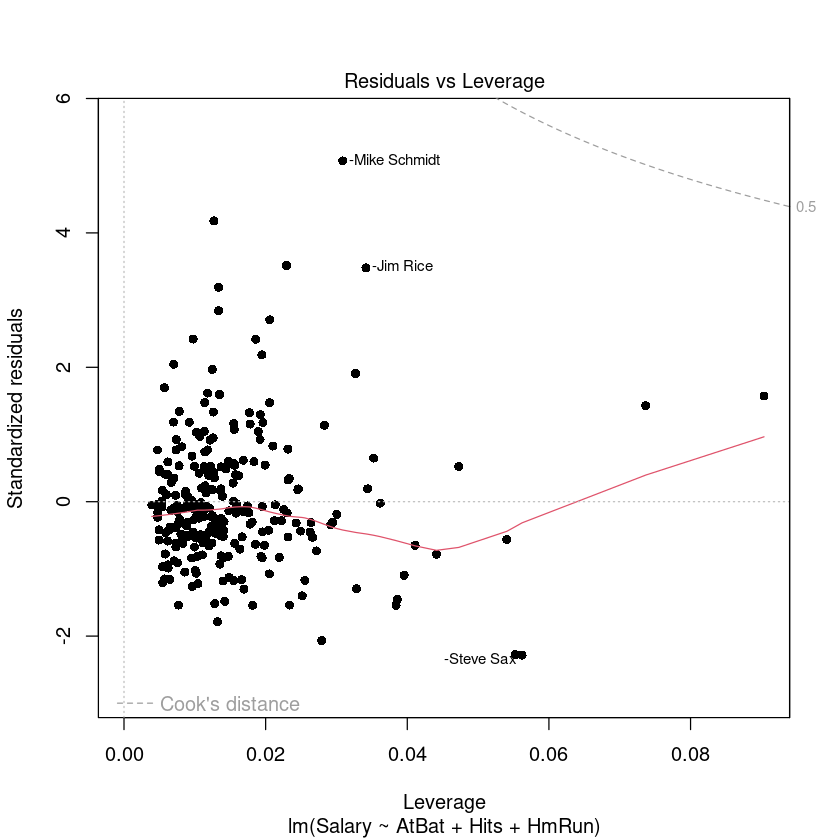 Residuals vs Leverage
6
4
2
0
-2
Standardized residuals
-Mike Schmidt
-Jim Rice
-Steve Sax
0.5
Cook's distance
0.00
0.02
0.04
0.06
0.08
Leverage
lm(Salary ~ AtBat + Hits + HmRun)